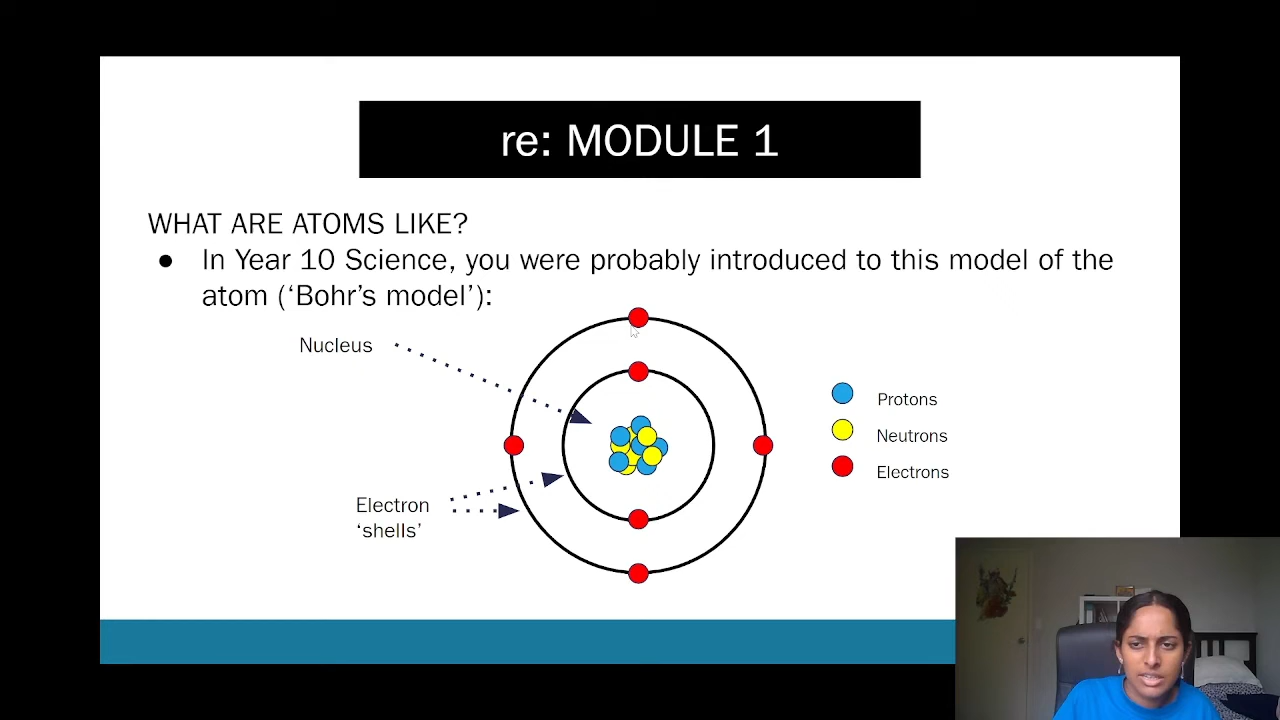 re: MODULE 1
WHAT ARE ATOMS LIKE?
● In Year 10 Science, you were probably introduced to this model of the
atom (‘Bohr’s model’):
Nucleus
Protons
Neutrons
Electrons
Electron
‘shells’